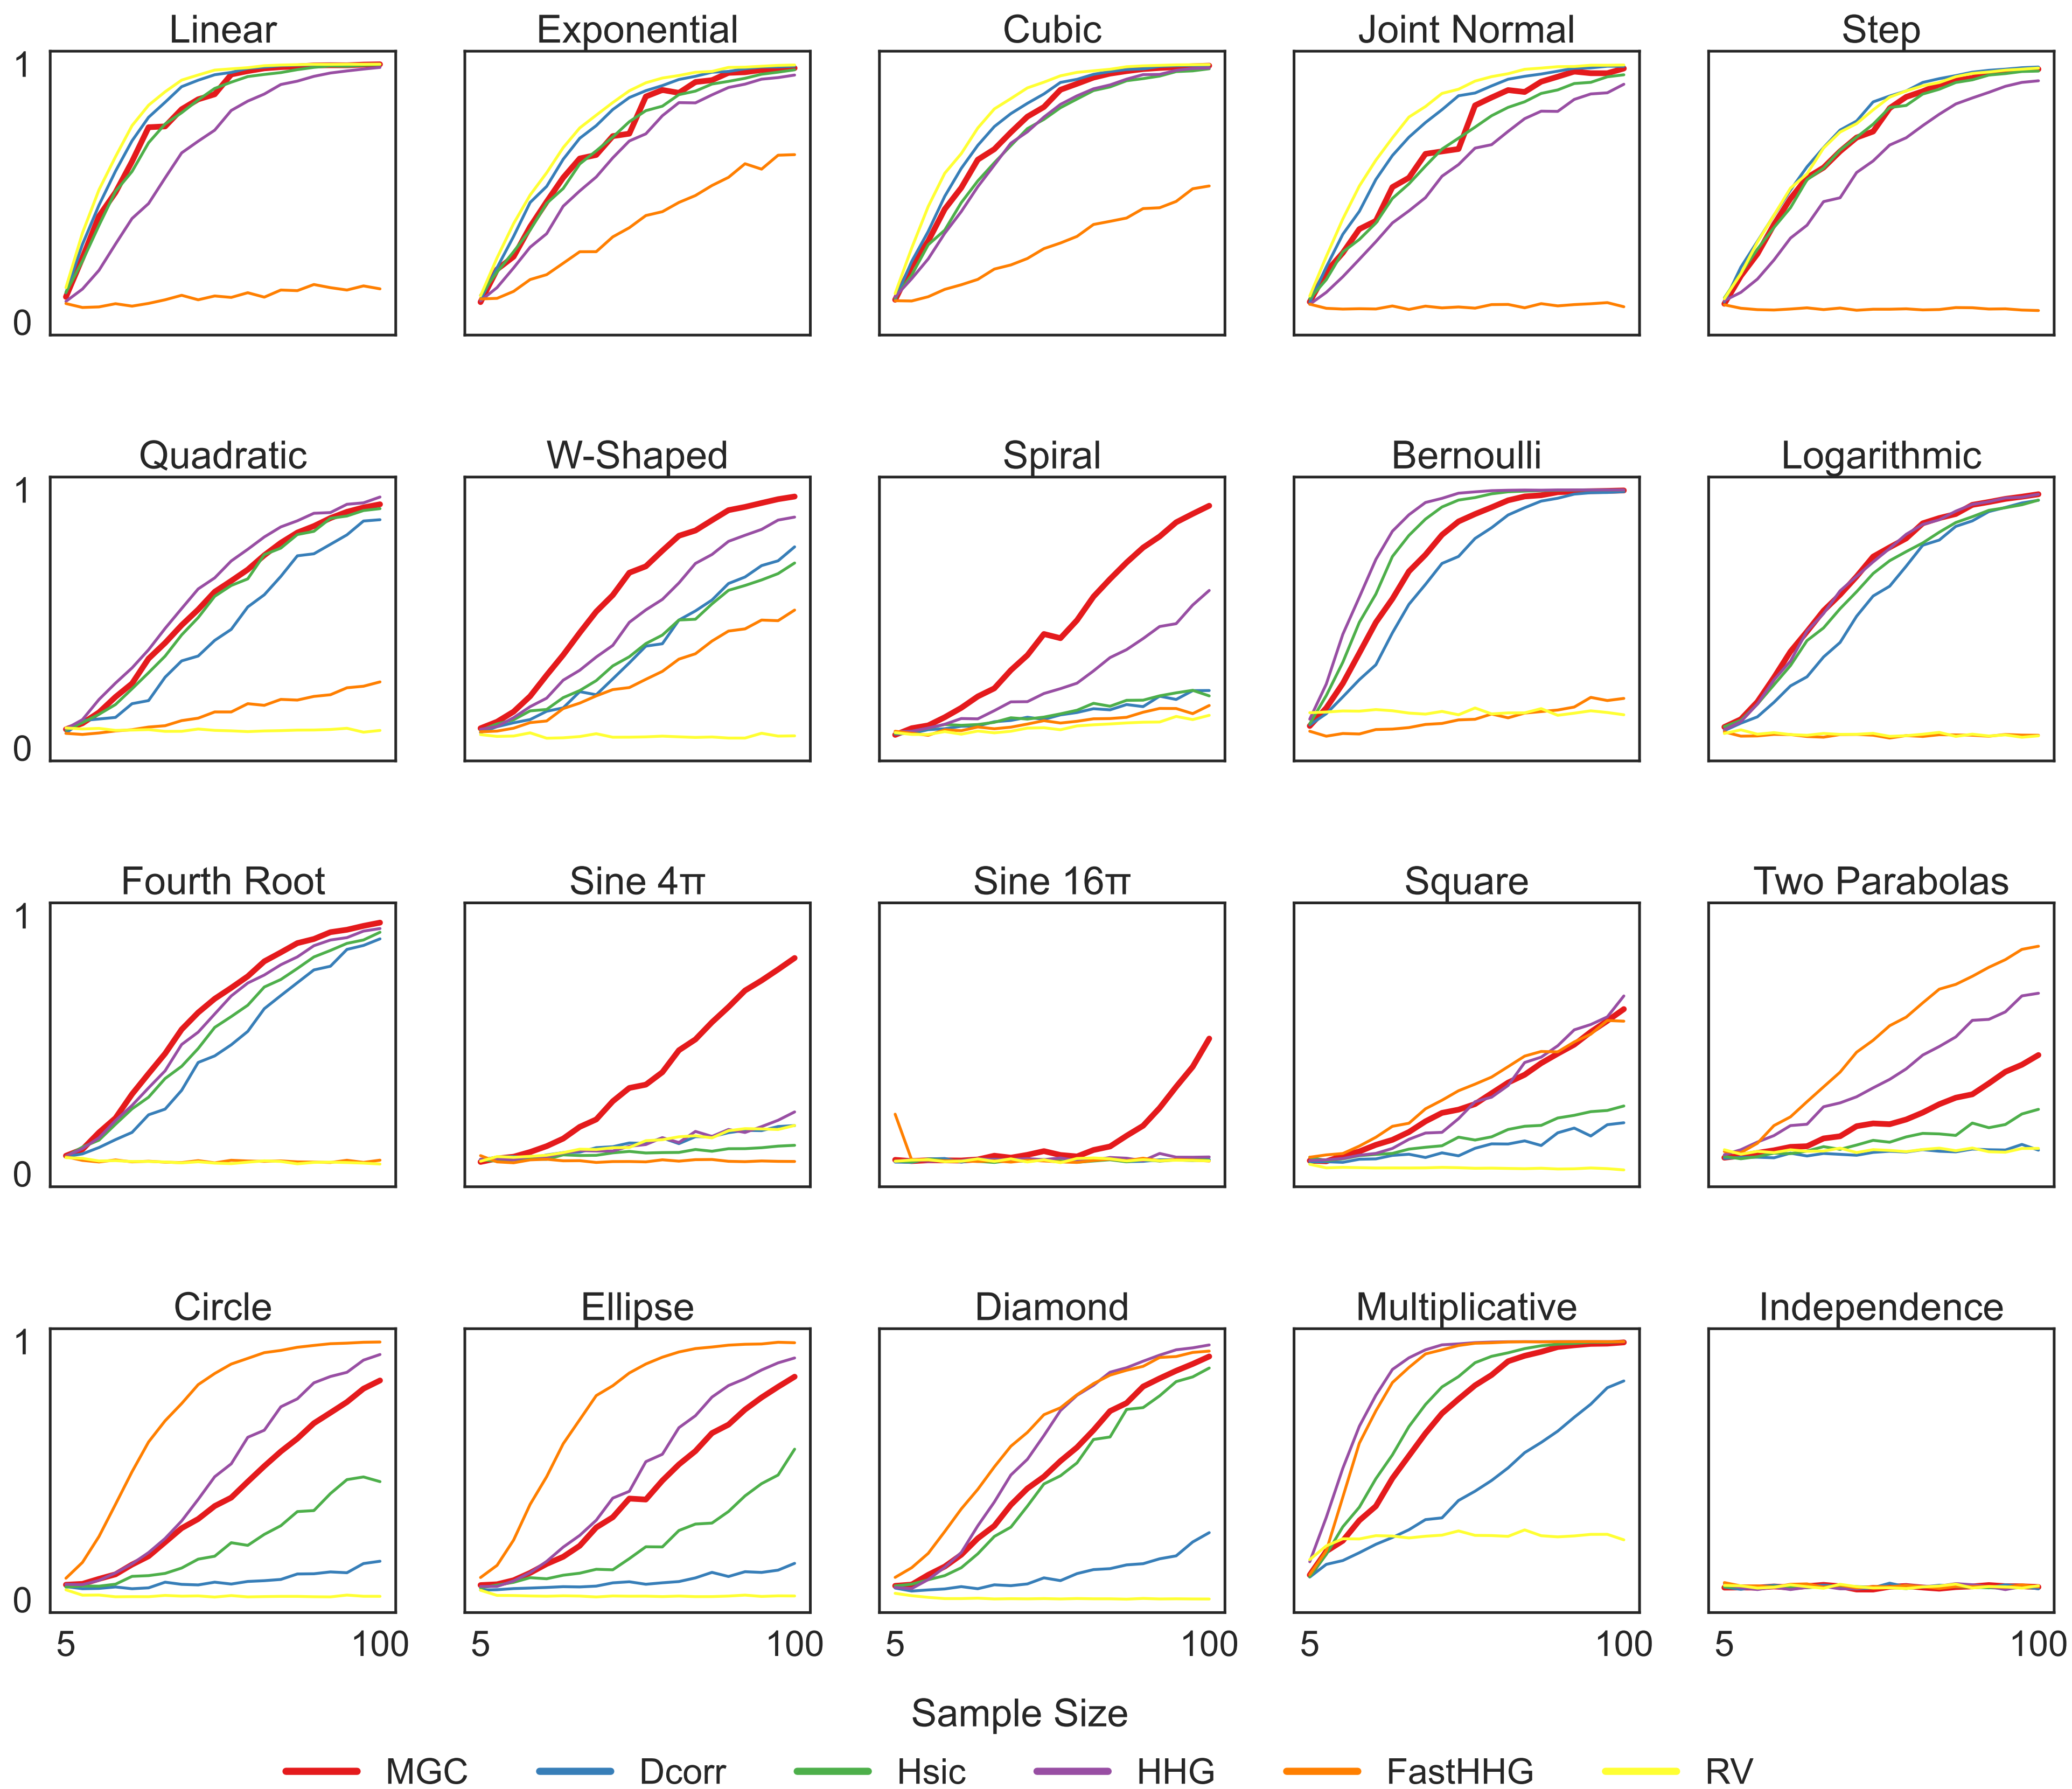 Linear Exponential Cubic Joint Normal Step
1
0
Quadratic W-Shaped Spiral Bernoulli Logarithmic
1
0
Fourth Root Sine 4π Sine 16π Square Two Parabolas
1
0
Circle Ellipse Diamond Multiplicative Independence
1
0
5 100 5 100 5 100 5 100 5 100
Sample Size
MGC Dcorr Hsic HHG FastHHG RV